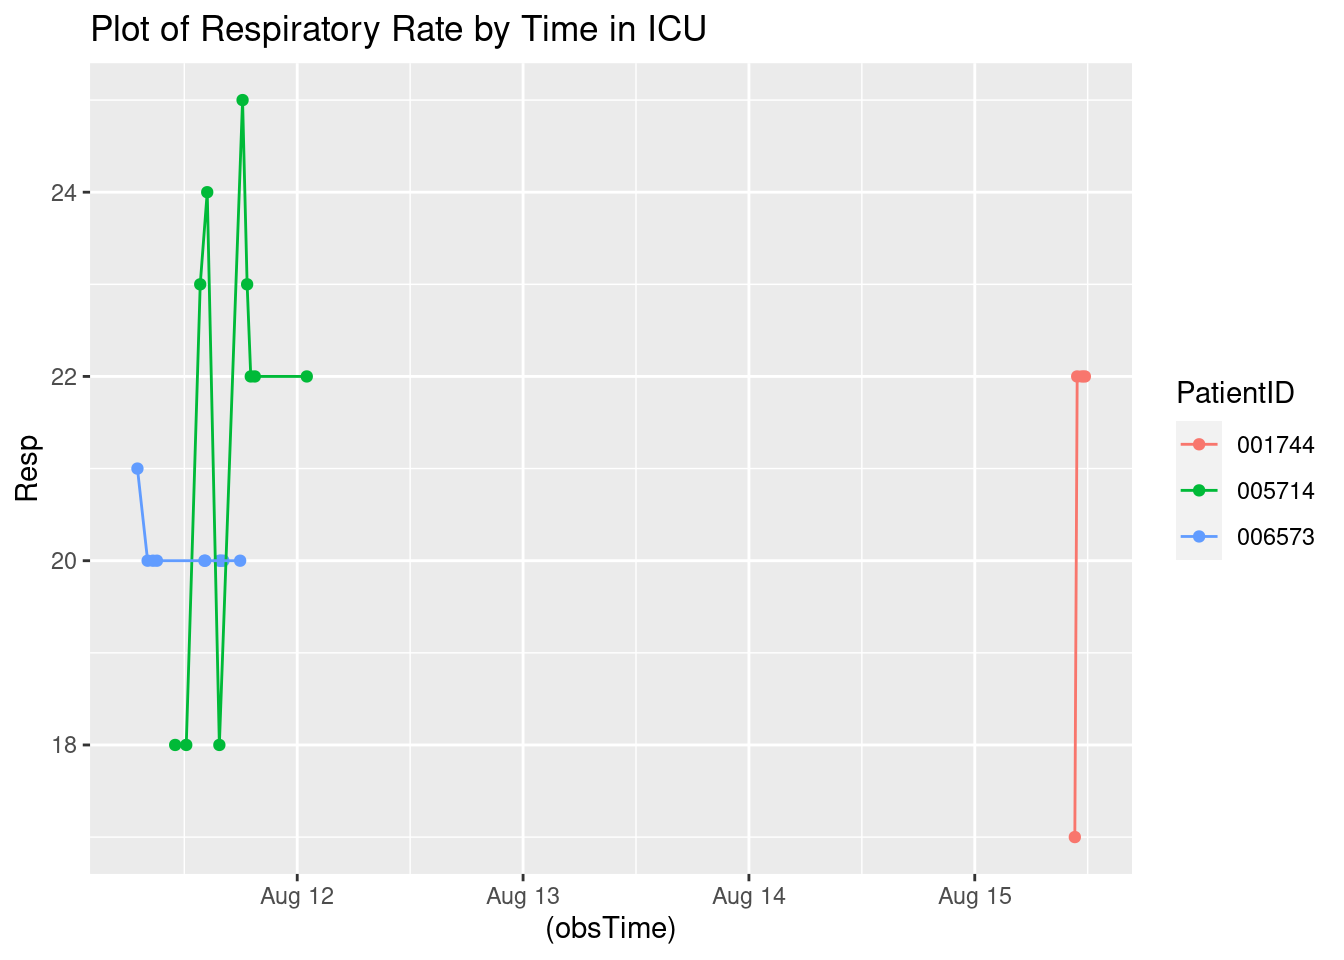 Plot of Respiratory Rate by Time in ICU
Resp
24
22
20
18
Aug 12 Aug 13 Aug 14 Aug 15
(obsTime)
PatientID
001744
005714
006573